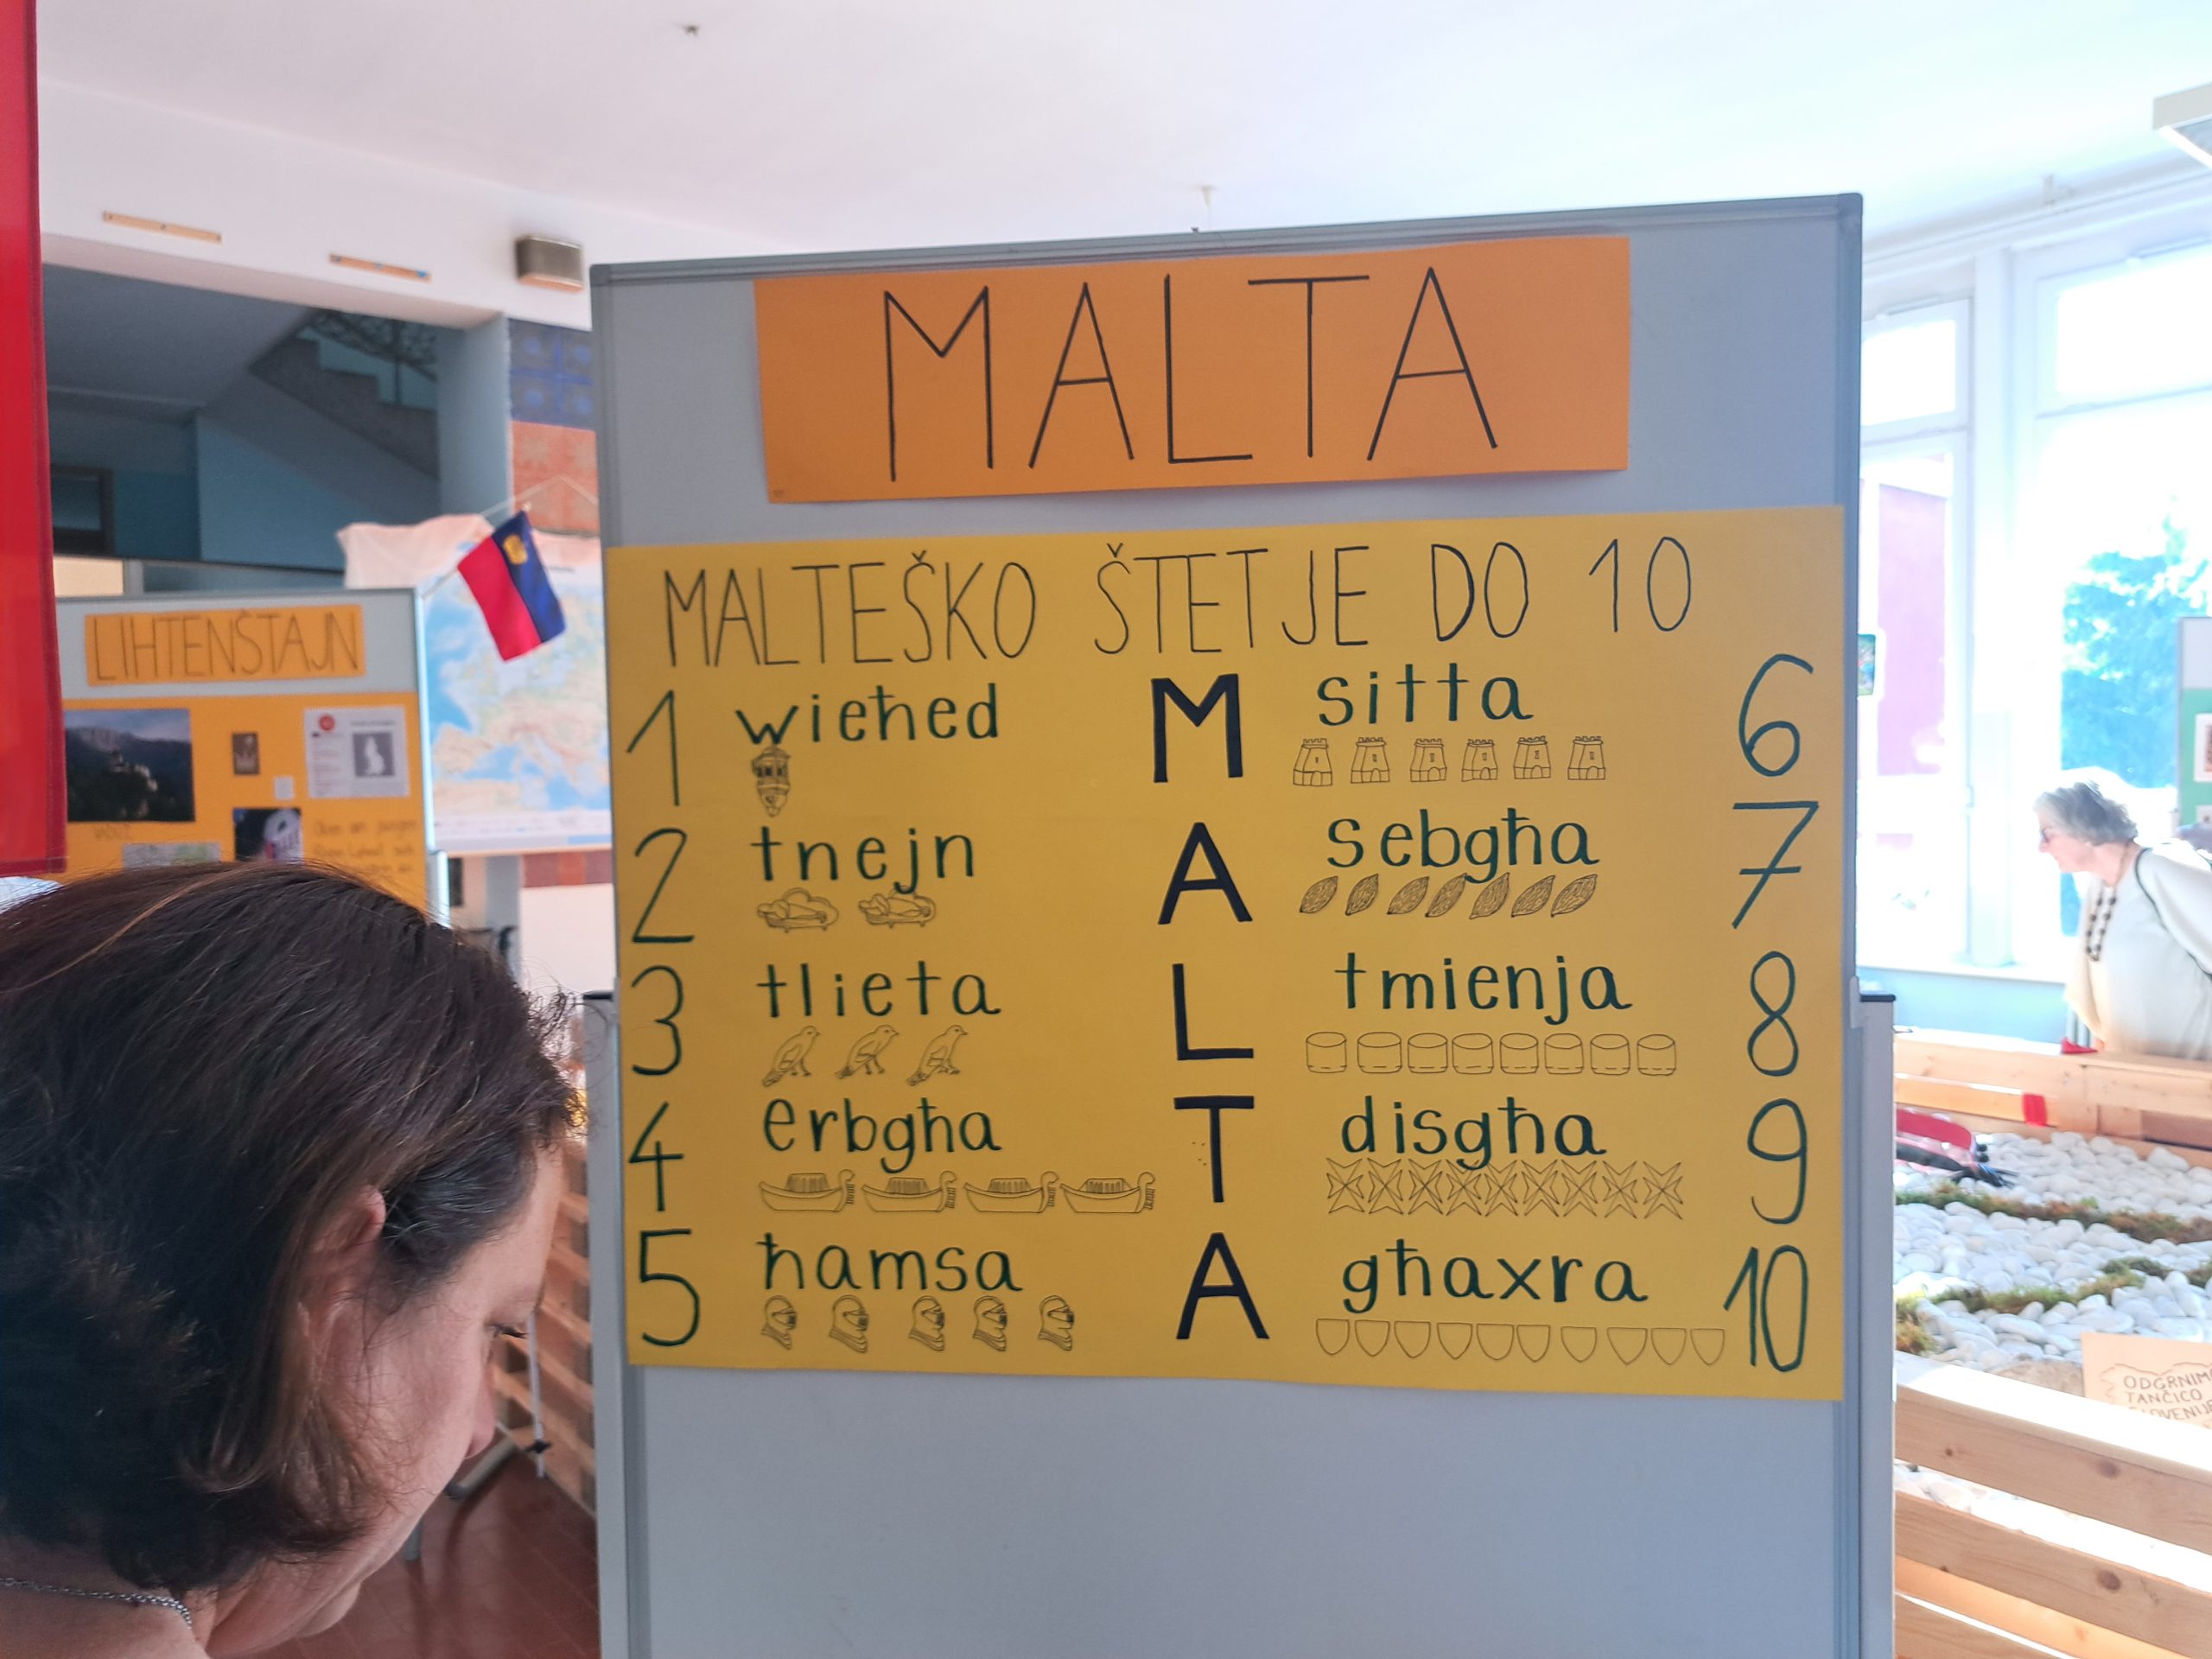 MALTA
MALTEŠKO ŠTETJE DO 10
1 wieħed M sitta 6
2 tnejn A sebgħa 7
3 tlieta L tmienja 8
4 erbgħa T disgħa 9
5 ħamsa A għaxra 10
LIHTENŠTAJN
ODGRNIMO
TANČICO
SLOVENIJE